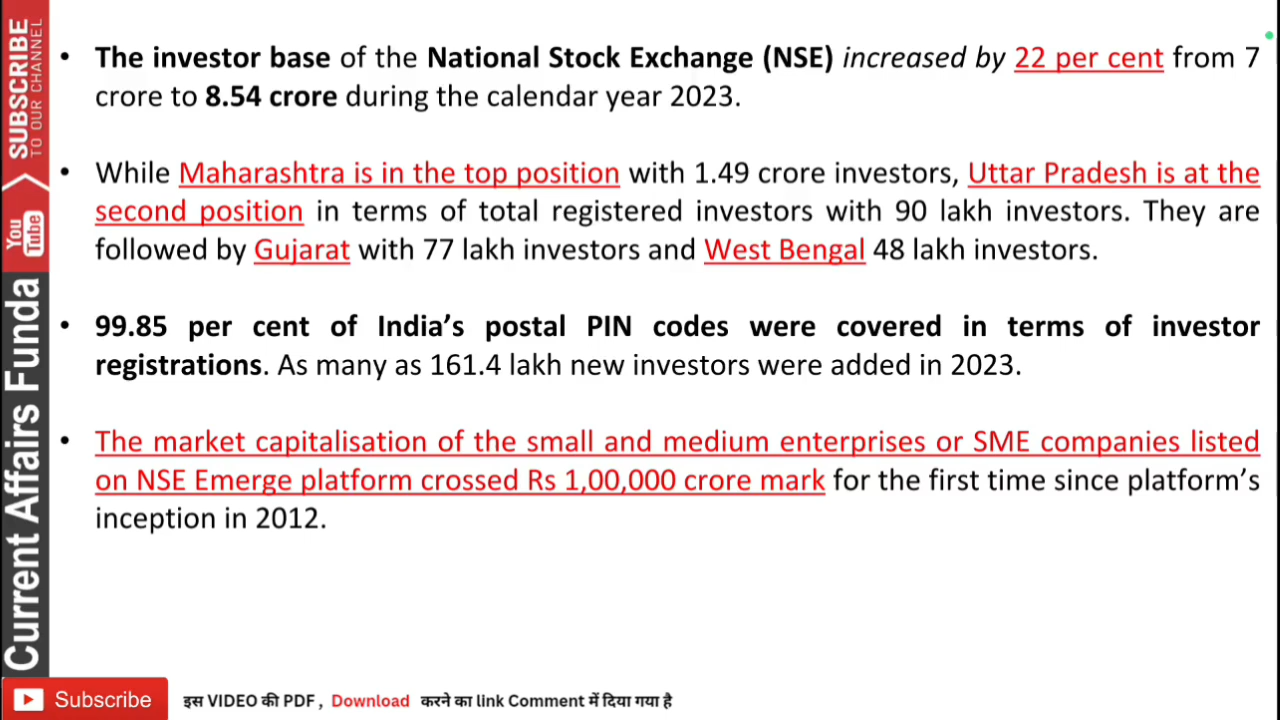 • The investor base of the National Stock Exchange (NSE) increased by 22 per cent from 7
crore to 8.54 crore during the calendar year 2023.
• While Maharashtra is in the top position with 1.49 crore investors, Uttar Pradesh is at the
second position in terms of total registered investors with 90 lakh investors. They are
followed by Gujarat with 77 lakh investors and West Bengal 48 lakh investors.
• 99.85 per cent of India’s postal PIN codes were covered in terms of investor
registrations. As many as 161.4 lakh new investors were added in 2023.
• The market capitalisation of the small and medium enterprises or SME companies listed
on NSE Emerge platform crossed Rs 1,00,000 crore mark for the first time since platform’s
inception in 2012.
SUBSCRIBE
TO OUR CHANNEL
You
Tube
Current Affairs Funda
Subscribe
इस VIDEO की PDF , Download करने का link Comment में दिया गया है